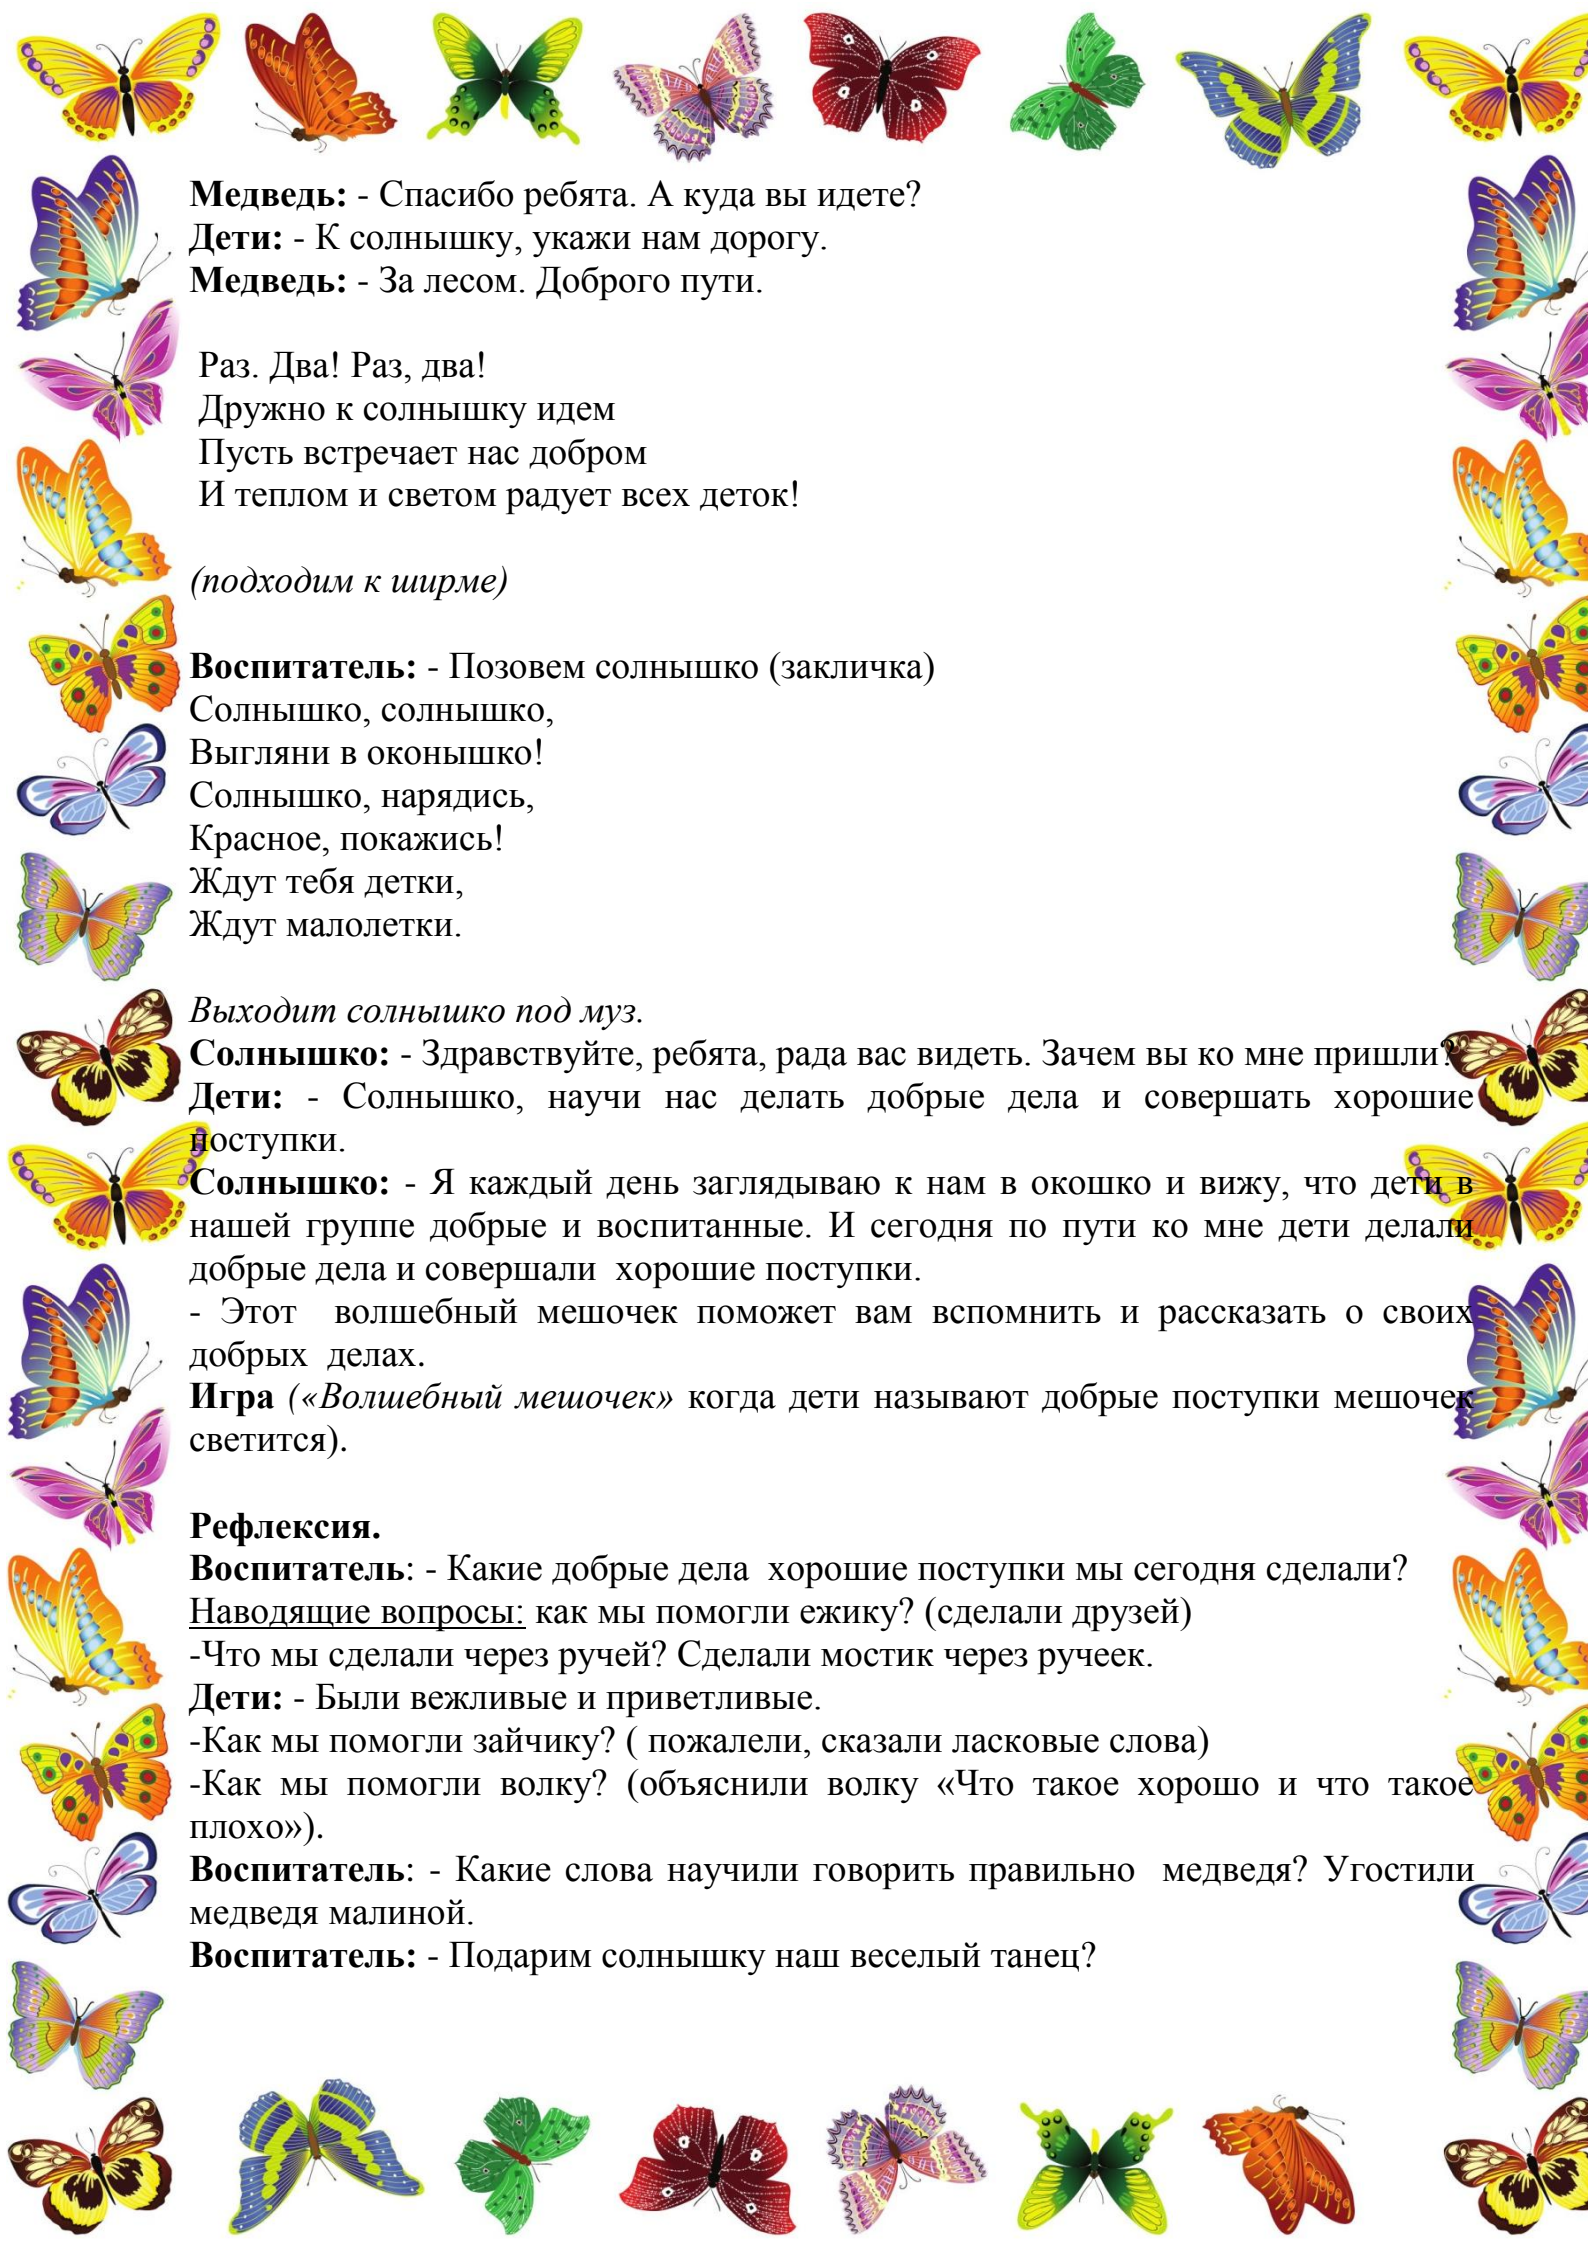 Медведь: - Спасибо ребята. А куда вы идете?
Дети: - К солнышку, укажи нам дорогу.
Медведь: - За лесом. Доброго пути.
Раз. Два! Раз, два!
Дружно к солнышку идем
Пусть встречает нас добром
И теплом и светом радует всех деток!
(подходим к ширме)
Воспитатель: - Позовем солнышко (закличка)
Солнышко, солнышко,
Выгляни в оконышко!
Солнышко, нарядись,
Красное, покажись!
Ждут тебя детки,
Ждут малолетки.
Выходит солнышко под муз.
Солнышко: - Здравствуйте, ребята, рада вас видеть. Зачем вы ко мне пришли?
Дети: - Солнышко, научи нас делать добрые дела и совершать хорошие
поступки.
Солнышко: - Я каждый день заглядываю к нам в окошко и вижу, что дети в
нашей группе добрые и воспитанные. И сегодня по пути ко мне дети делали
добрые дела и совершали  хорошие поступки.
- Этот  волшебный мешочек поможет вам вспомнить и рассказать о своих
добрых  делах.
Игра («Волшебный мешочек» когда дети называют добрые поступки мешочек
светится).
Рефлексия.
Воспитатель: - Какие добрые дела  хорошие поступки мы сегодня сделали?
Наводящие вопросы: как мы помогли ежику? (сделали друзей)
-Что мы сделали через ручей? Сделали мостик через ручеек.
Дети: - Были вежливые и приветливые.
-Как мы помогли зайчику? ( пожалели, сказали ласковые слова)
-Как мы помогли волку? (объяснили волку «Что такое хорошо и что такое
плохо»).
Воспитатель: - Какие слова научили говорить правильно  медведя? Угостили
медведя малиной.
Воспитатель: - Подарим солнышку наш веселый танец?